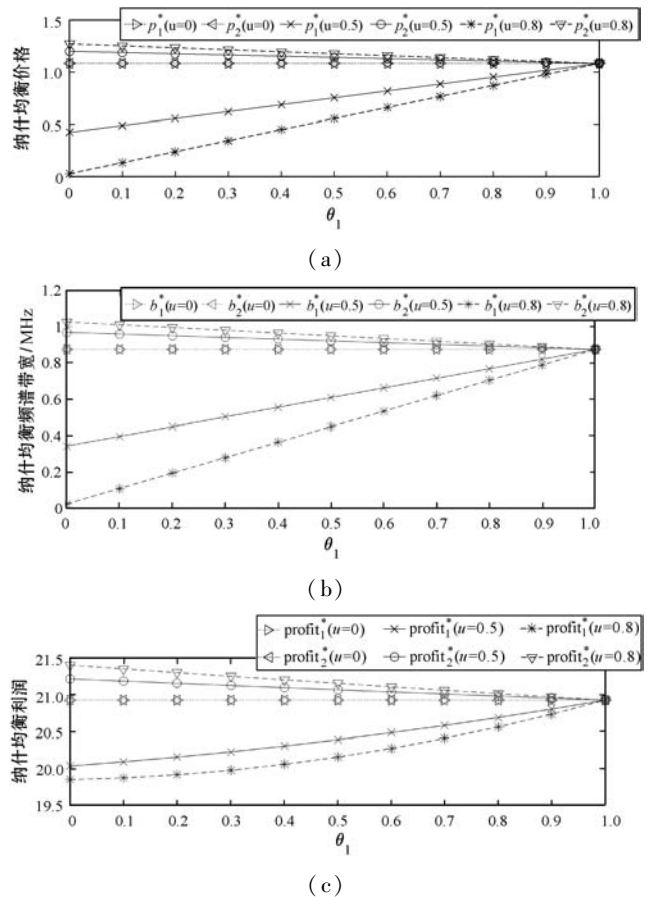 p₁*(u=0) p₂*(u=0) p₁*(u=0.5) p₂*(u=0.5) p₁*(u=0.8) p₂*(u=0.8)
纳什均衡价格
1.5
1.0
0.5
0
0 0.1 0.2 0.3 0.4 0.5 0.6 0.7 0.8 0.9 1.0
θ_1
(a)
b₁*(u=0) b₂*(u=0) b₁*(u=0.5) b₂*(u=0.5) b₁*(u=0.8) b₂*(u=0.8)
纳什均衡频谱带宽/MHz
1.2
1
0.8
0.6
0.4
0.2
0
0 0.1 0.2 0.3 0.4 0.5 0.6 0.7 0.8 0.9 1.0
θ_1
(b)
profit₁*(u=0) profit₁*(u=0.5) profit₁*(u=0.8)
profit₂*(u=0) profit₂*(u=0.5) profit₂*(u=0.8)
纳什均衡利润
21.5
21.0
20.5
20.0
19.5
0 0.1 0.2 0.3 0.4 0.5 0.6 0.7 0.8 0.9 1.0
θ_1
(c)